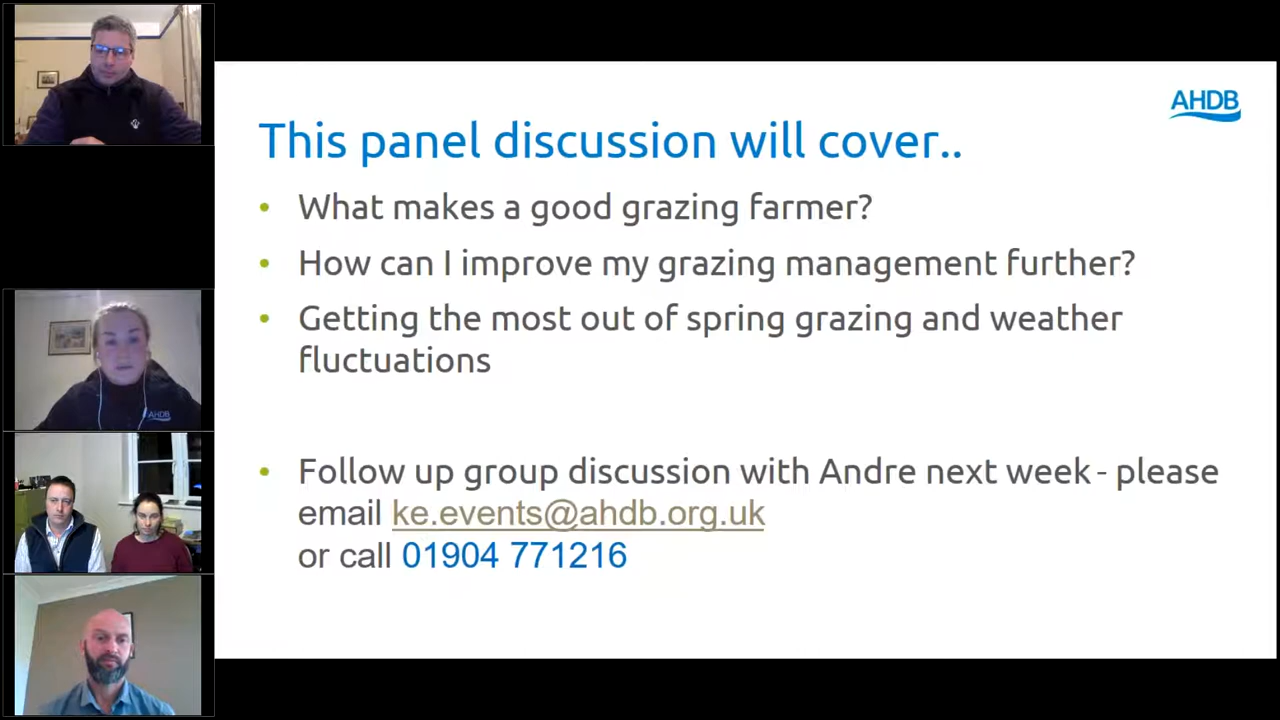 AHDB
This panel discussion will cover..
• What makes a good grazing farmer?
• How can I improve my grazing management further?
• Getting the most out of spring grazing and weather
fluctuations
• Follow up group discussion with Andre next week - please
email ke.events@ahdb.org.uk
or call 01904 771216
AHDB